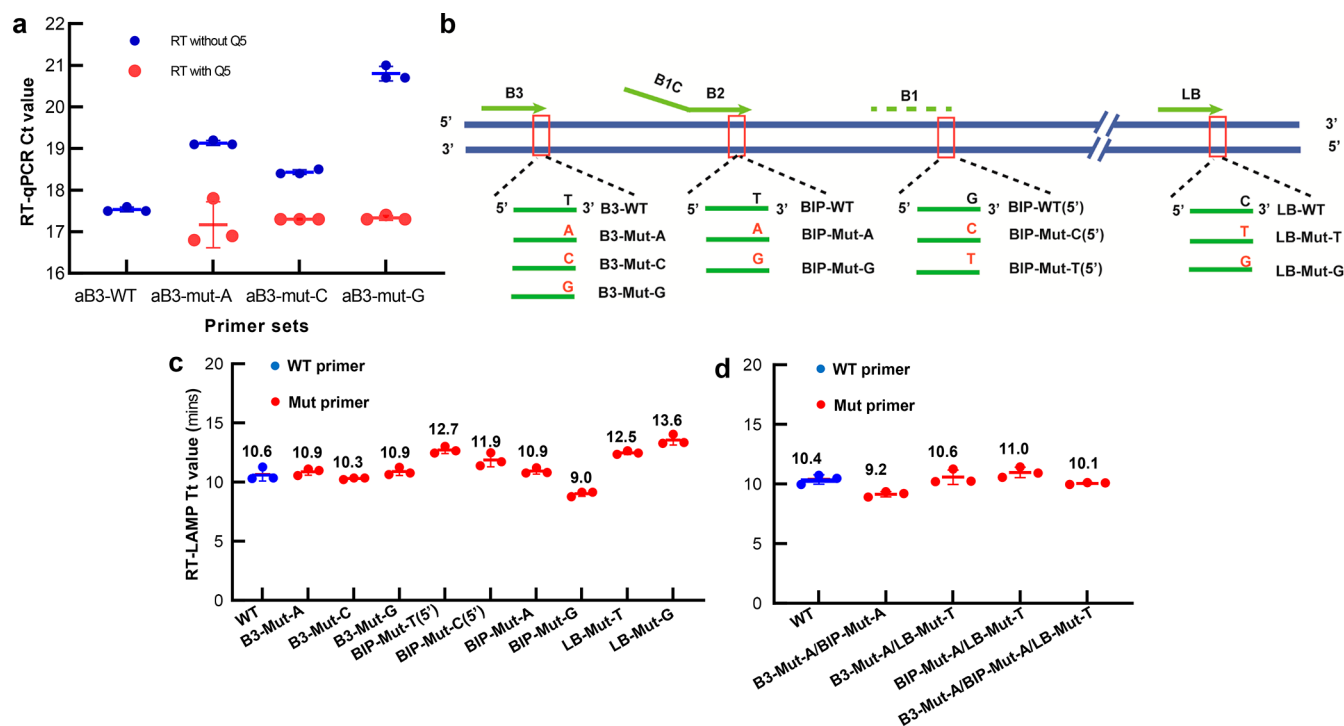 a
RT without Q5
RT with Q5
RT-qPCR Ct value
22
21
20
19
18
17
16
aB3-WT
aB3-mut-A
aB3-mut-C
aB3-mut-G
Primer sets
b
B3
B1C
B2
B1
LB
5’
3’
3’
5’
5’
T
3’
B3-WT
A
B3-Mut-A
C
B3-Mut-C
G
B3-Mut-G
5’
T
3’
BIP-WT
A
BIP-Mut-A
G
BIP-Mut-G
5’
G
3’
BIP-WT(5’)
C
BIP-Mut-C(5’)
T
BIP-Mut-T(5’)
5’
C
3’
LB-WT
T
LB-Mut-T
G
LB-Mut-G
c
WT primer
Mut primer
RT-LAMP Tt value (mins)
20
15
10
5
0
10.6
10.9
10.3
10.9
12.7
11.9
10.9
9.0
12.5
13.6
WT
B3-Mut-A
B3-Mut-C
B3-Mut-G
BIP-Mut-T(5’)
BIP-Mut-C(5’)
BIP-Mut-A
BIP-Mut-G
LB-Mut-T
LB-Mut-G
d
WT primer
Mut primer
20
15
10
5
0
10.4
9.2
10.6
11.0
10.1
WT
B3-Mut-A/BIP-Mut-A
B3-Mut-A/LB-Mut-T
BIP-Mut-A/LB-Mut-T
B3-Mut-A/BIP-Mut-A/LB-Mut-T